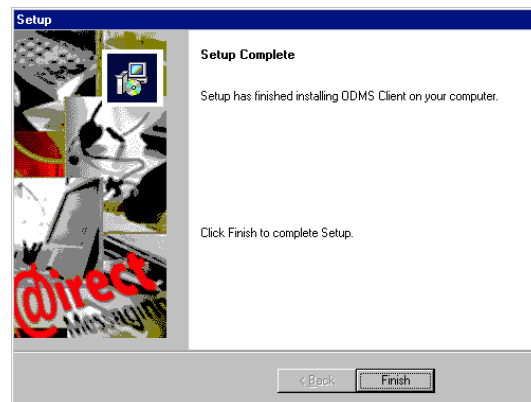 Setup
Setup Complete
Setup has finished installing ODMS Client on your computer.
Click Finish to complete Setup.
@irect
Messaging
< Back
Finish